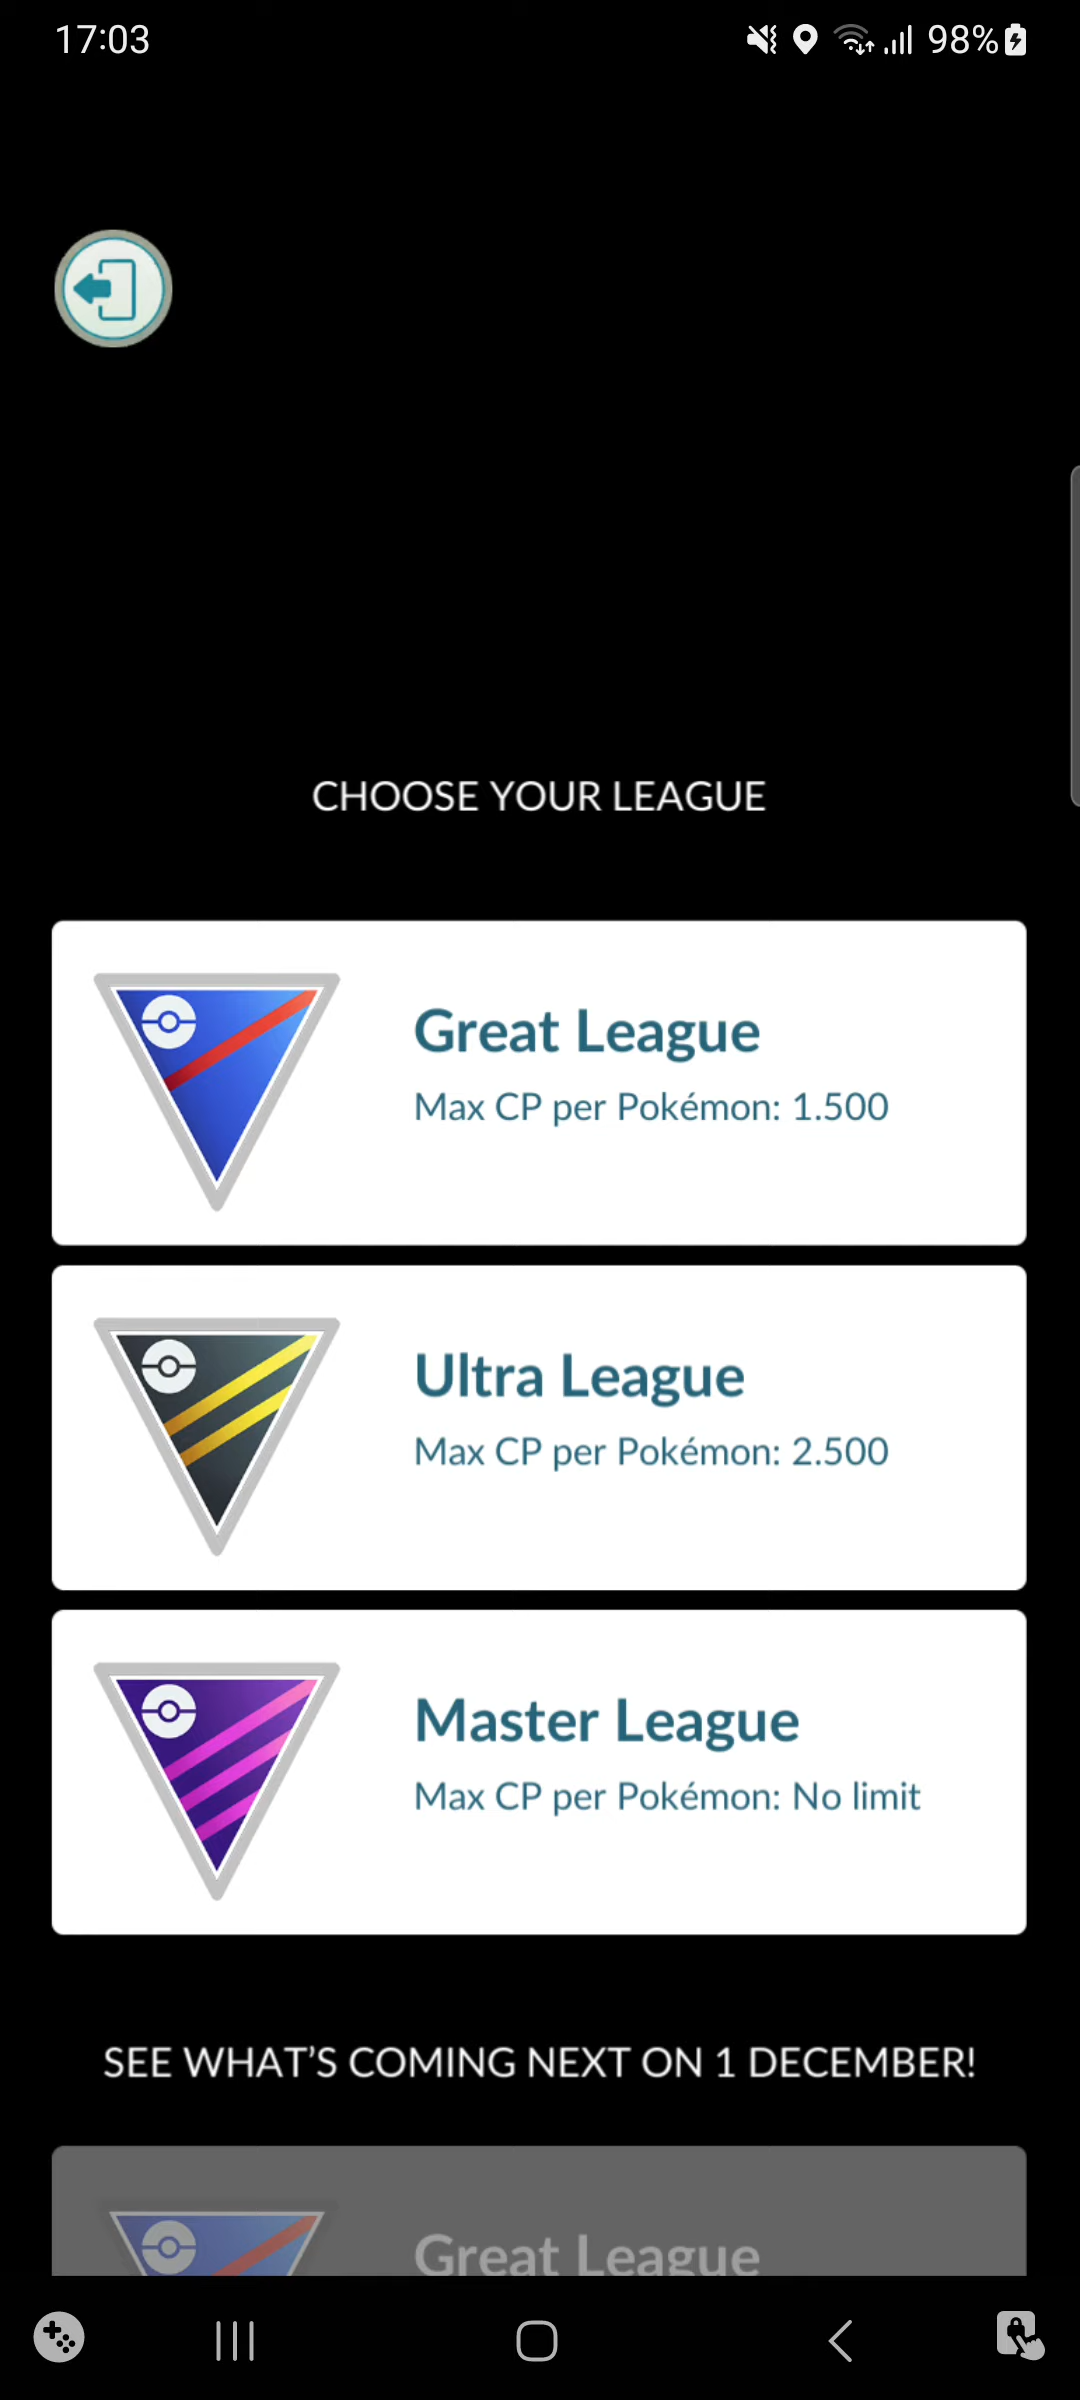 17:03
98%
CHOOSE YOUR LEAGUE
Great League
Max CP per Pokémon: 1.500
Ultra League
Max CP per Pokémon: 2.500
Master League
Max CP per Pokémon: No limit
SEE WHAT’S COMING NEXT ON 1 DECEMBER!
Great League